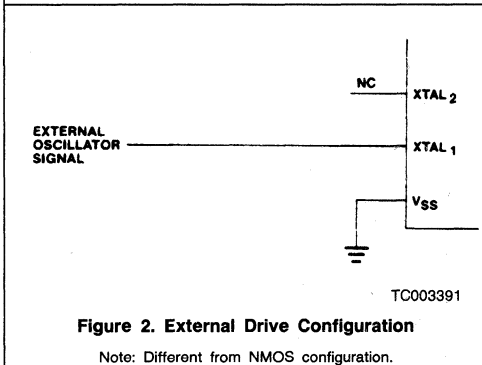 NC
XTAL 2
EXTERNAL
OSCILLATOR
SIGNAL
XTAL 1
VSS
TC003391
Figure 2. External Drive Configuration
Note: Different from NMOS configuration.